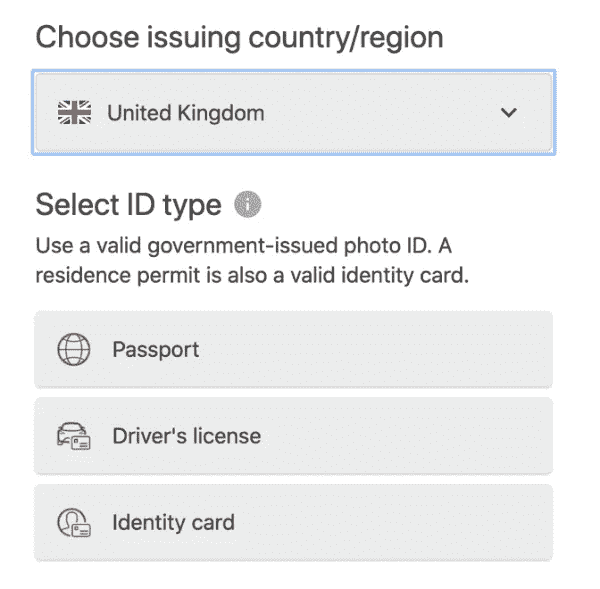 Choose issuing country/region
United Kingdom
Select ID type
Use a valid government-issued photo ID. A
residence permit is also a valid identity card.
Passport
Driver's license
Identity card